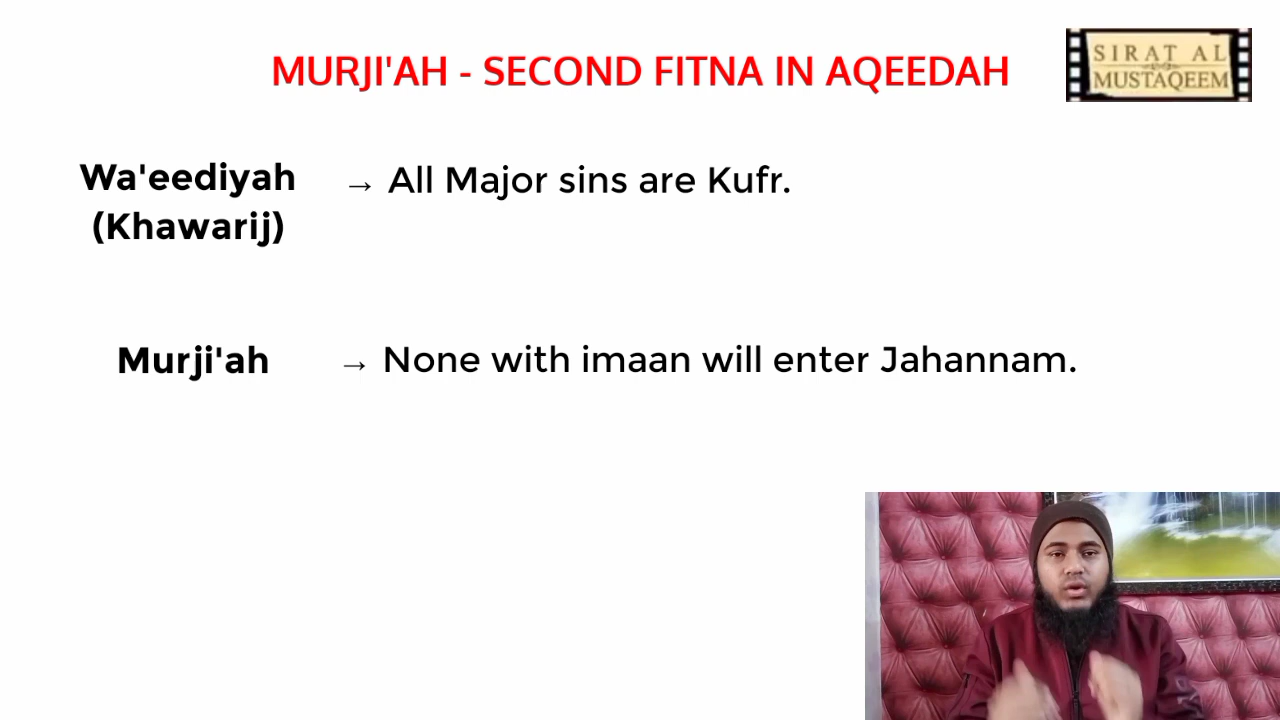 MURJI'AH - SECOND FITNA IN AQEEDAH
SIRAT AL
MUSTAQEEM
Wa'eediyah → All Major sins are Kufr.
(Khawarij)
Murji'ah → None with imaan will enter Jahannam.